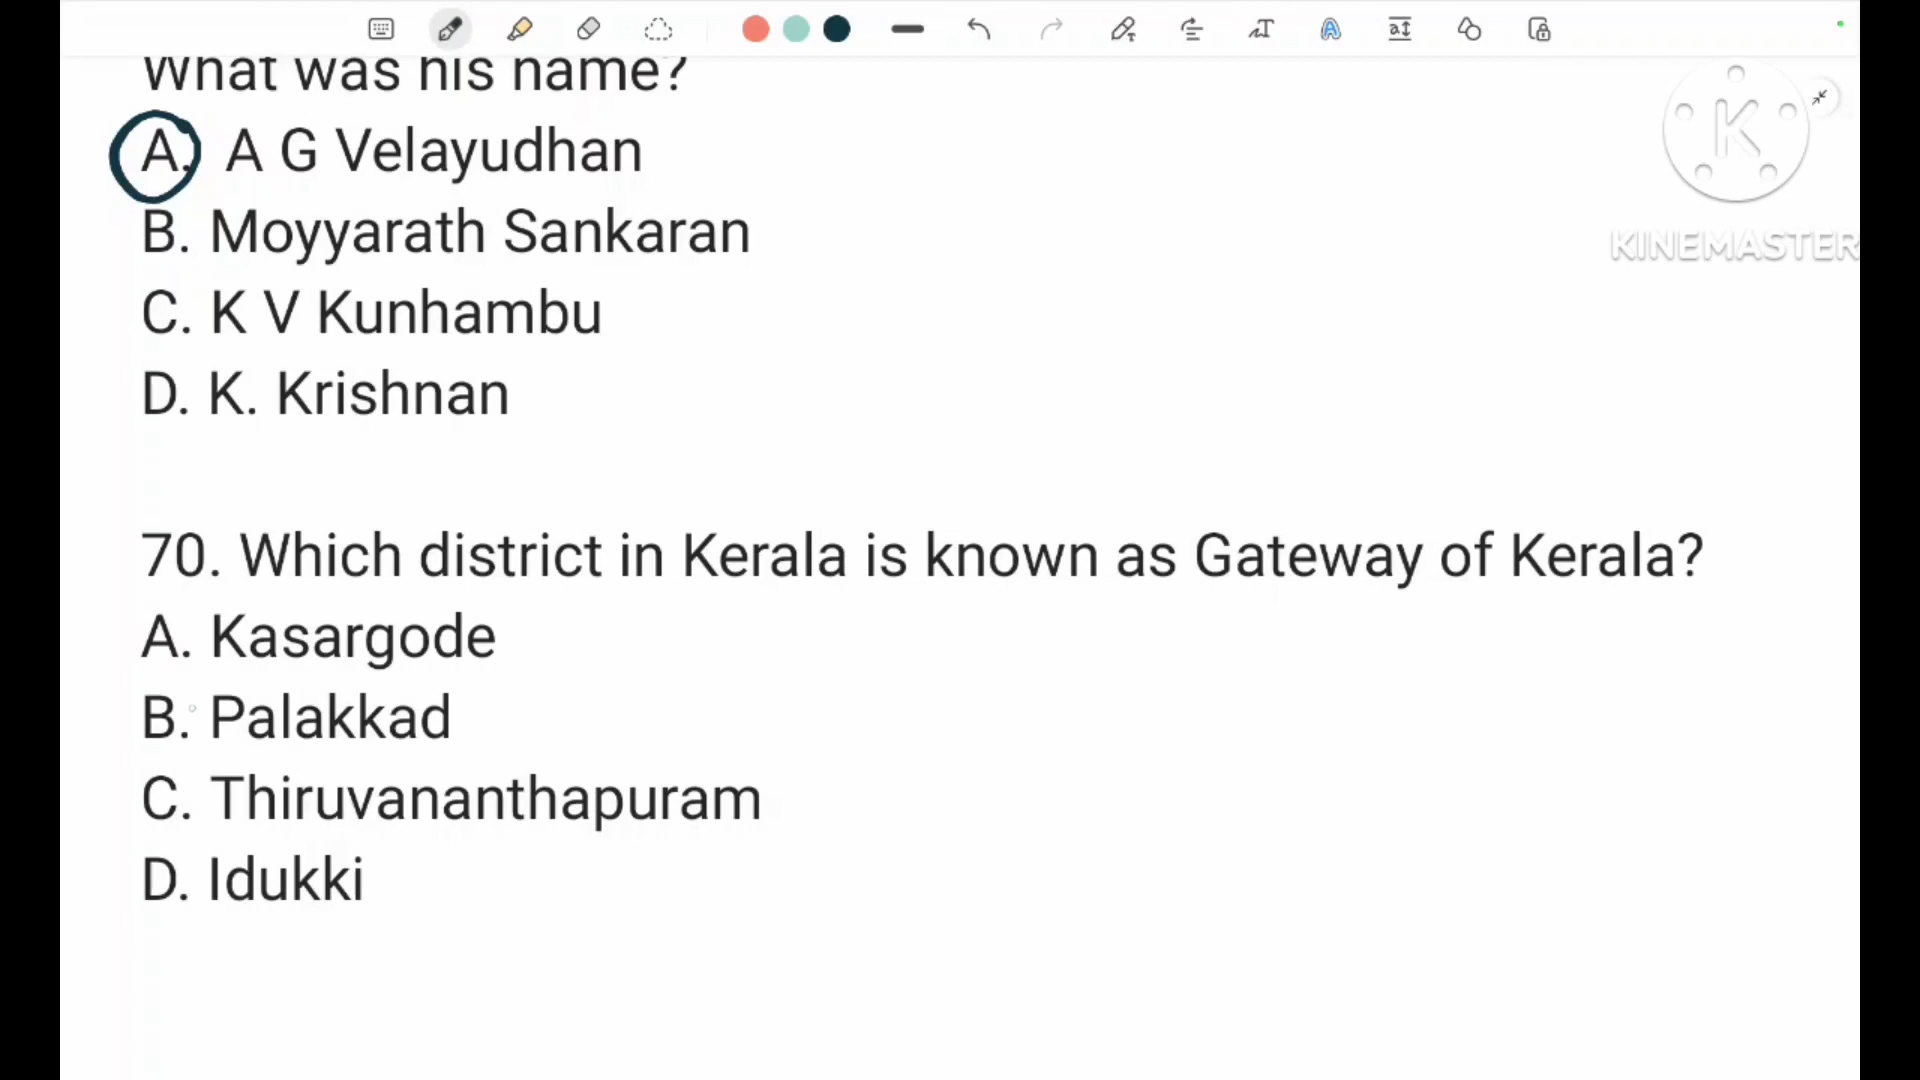 What was his name?
A. A G Velayudhan
B. Moyyarath Sankaran
C. K V Kunhambu
D. K. Krishnan
70. Which district in Kerala is known as Gateway of Kerala?
A. Kasargode
B. Palakkad
C. Thiruvananthapuram
D. Idukki
K
KINEMASTER